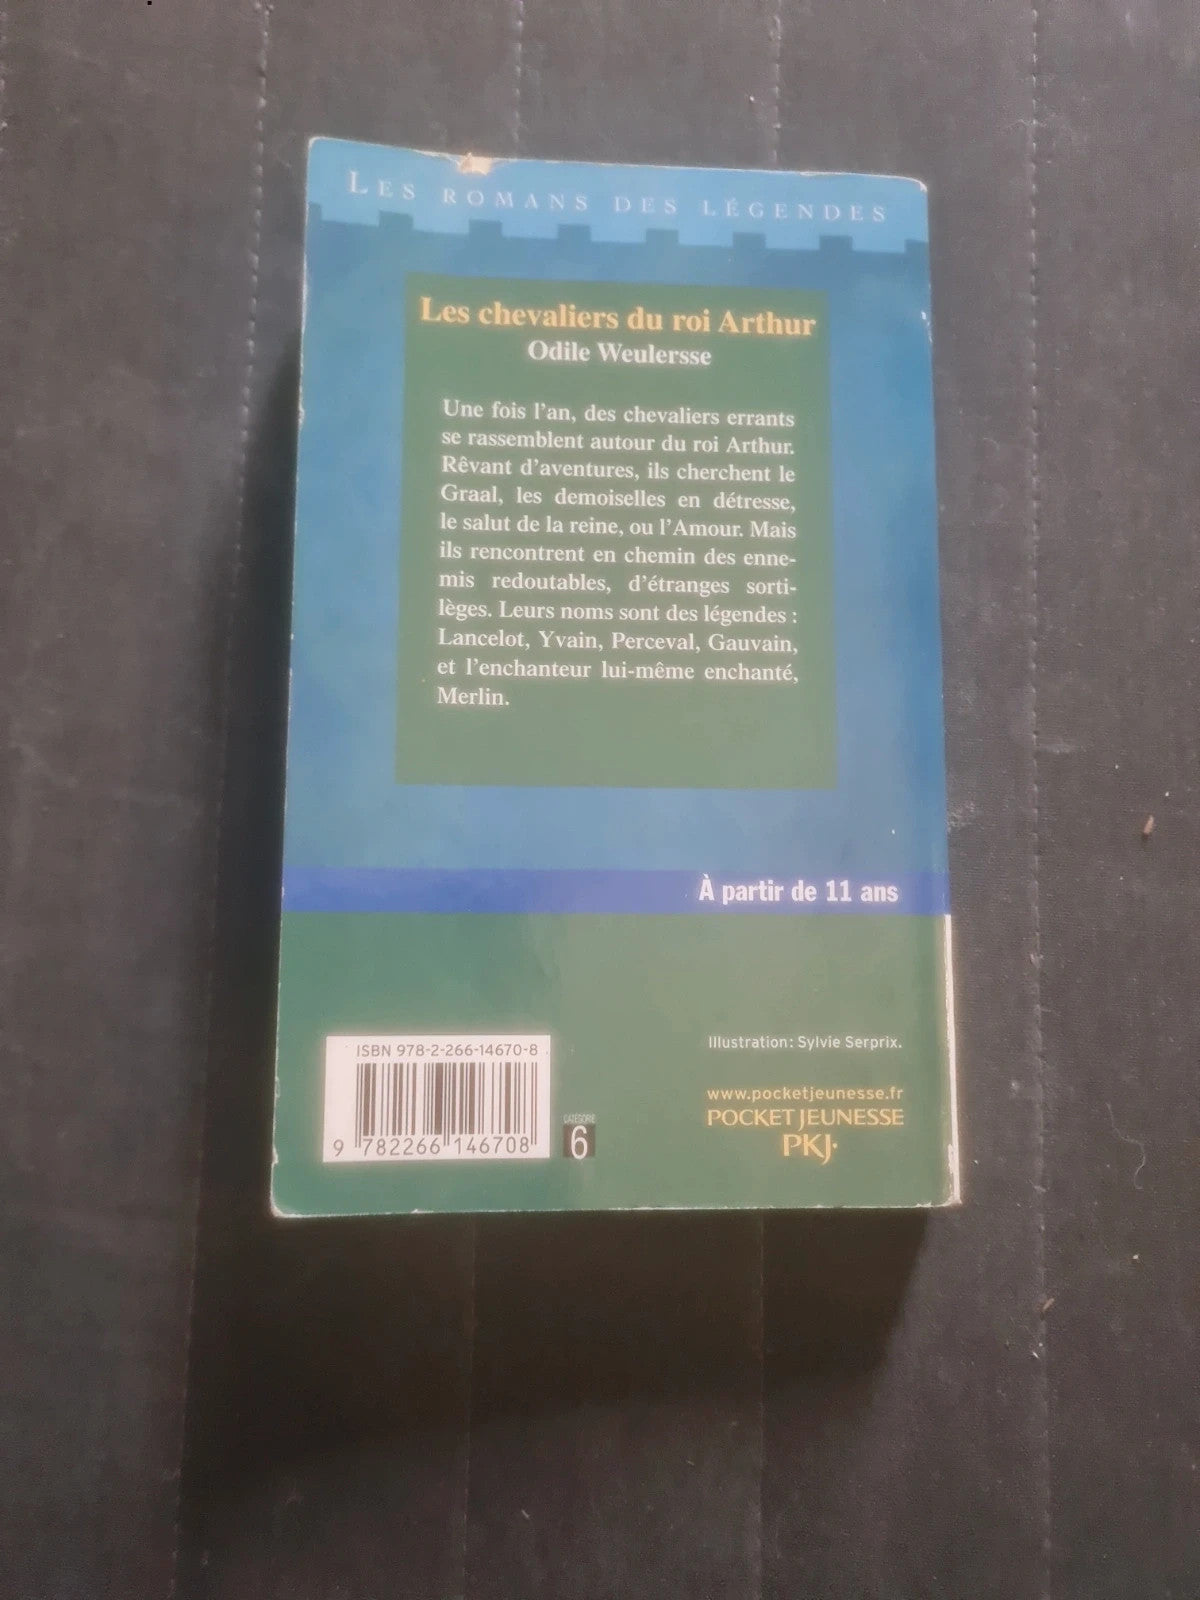 LES ROMANS DES LÉGENDES
Les chevaliers du roi Arthur
Odile Weulersse
Une fois l'an, des chevaliers errants
se rassemblent autour du roi Arthur.
Rêvant d'aventures, ils cherchent le
Graal, les demoiselles en détresse,
le salut de la reine, ou l'Amour. Mais
ils rencontrent en chemin des enne-
mis redoutables, d'étranges sorti-
lèges. Leurs noms sont des légendes :
Lancelot, Yvain, Perceval, Gauvain,
et l'enchanteur lui-même enchanté,
Merlin.
À partir de 11 ans
ISBN 978-2-266-14670-8
9 782266 146708
CATÉGORIE
6
Illustration: Sylvie Serprix.
www.pocketjeunesse.fr
POCKET JEUNESSE
PKJ·